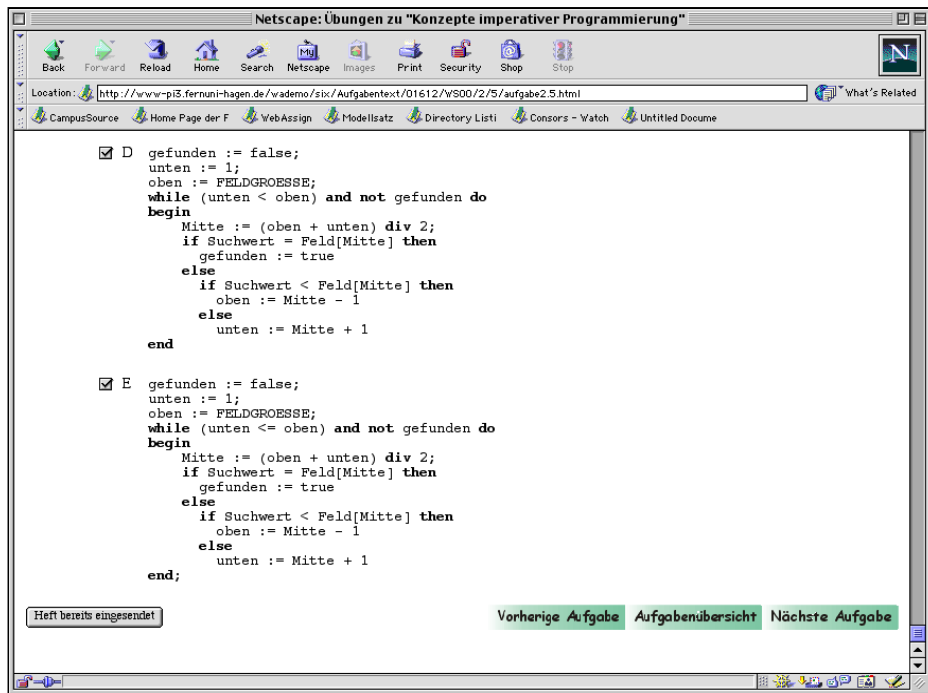 Netscape: Übungen zu "Konzepte imperativer Programmierung"
My
N
Back Forward Reload Home Search Netscape Images Print Security Shop Stop
Location: http://www-pi3.fernuni-hagen.de/wademo/six/Aufgabentext/01612/WS00/2/5/aufgabe2.5.html What's Related
CampusSource Home Page der F WebAssign Modellsatz Directory Listi Consors - Watch Untitled Docume
D gefunden := false;
unten := 1;
oben := FELDGROESSE;
while (unten < oben) and not gefunden do
begin
Mitte := (oben + unten) div 2;
if Suchwert = Feld[Mitte] then
gefunden := true
else
if Suchwert < Feld[Mitte] then
oben := Mitte - 1
else
unten := Mitte + 1
end
E gefunden := false;
unten := 1;
oben := FELDGROESSE;
while (unten <= oben) and not gefunden do
begin
Mitte := (oben + unten) div 2;
if Suchwert = Feld[Mitte] then
gefunden := true
else
if Suchwert < Feld[Mitte] then
oben := Mitte - 1
else
unten := Mitte + 1
end;
Heft bereits eingesendet Vorherige Aufgabe Aufgabenübersicht Nächste Aufgabe